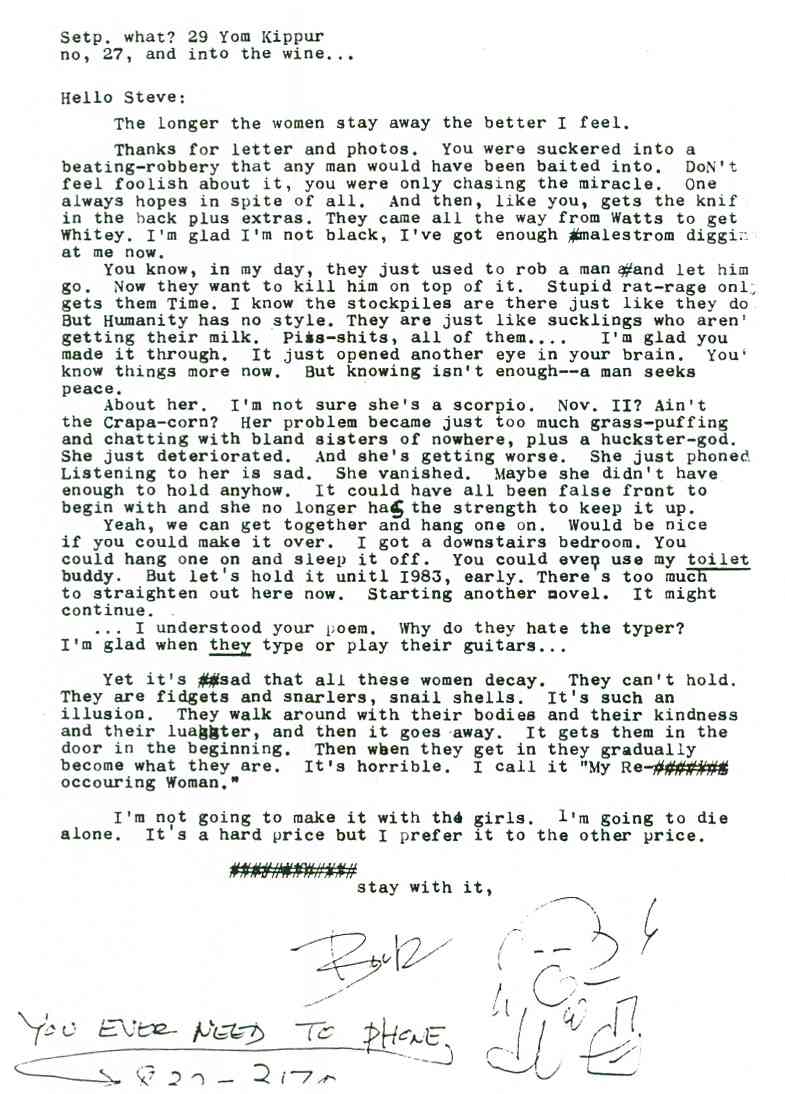 Setp. what? 29 Yom Kippur
no, 27, and into the wine...
Hello Steve:
The longer the women stay away the better I feel.
Thanks for letter and photos. You were suckered into a
beating-robbery that any man would have been baited into. DoN't
feel foolish about it, you were only chasing the miracle. One
always hopes in spite of all. And then, like you, gets the knif
in the back plus extras. They came all the way from Watts to get
Whitey. I'm glad I'm not black, I've got enough #malestrom diggin
at me now.
You know, in my day, they just used to rob a man #and let him
go. Now they want to kill him on top of it. Stupid rat-rage onl
gets them Time. I know the stockpiles are there just like they do
But Humanity has no style. They are just like sucklings who aren'
getting their milk. Piss-shits, all of them.... I'm glad you
made it through. It just opened another eye in your brain. You'
know things more now. But knowing isn't enough--a man seeks
peace.
About her. I'm not sure she's a scorpio. Nov. II? Ain't
the Crapa-corn? Her problem became just too much grass-puffing
and chatting with bland sisters of nowhere, plus a huckster-god.
She just deteriorated. And she's getting worse. She just phoned
Listening to her is sad. She vanished. Maybe she didn't have
enough to hold anyhow. It could have all been false front to
begin with and she no longer has the strength to keep it up.
Yeah, we can get together and hang one on. Would be nice
if you could make it over. I got a downstairs bedroom. You
could hang one on and sleep it off. You could even use my toilet
buddy. But let's hold it unitl I983, early. There's too much
to straighten out here now. Starting another novel. It might
continue.
... I understood your poem. Why do they hate the typer?
I'm glad when they type or play their guitars...
Yet it's ##sad that all these women decay. They can't hold.
They are fidgets and snarlers, snail shells. It's such an
illusion. They walk around with their bodies and their kindness
and their luaghter, and then it goes away. It gets them in the
door in the beginning. Then when they get in they gradually
become what they are. It's horrible. I call it "My Re-#######
occouring Woman."
I'm not going to make it with the girls. I'm going to die
alone. It's a hard price but I prefer it to the other price.
############
stay with it,
Buk
YOU EVER NEED TO PHONE,